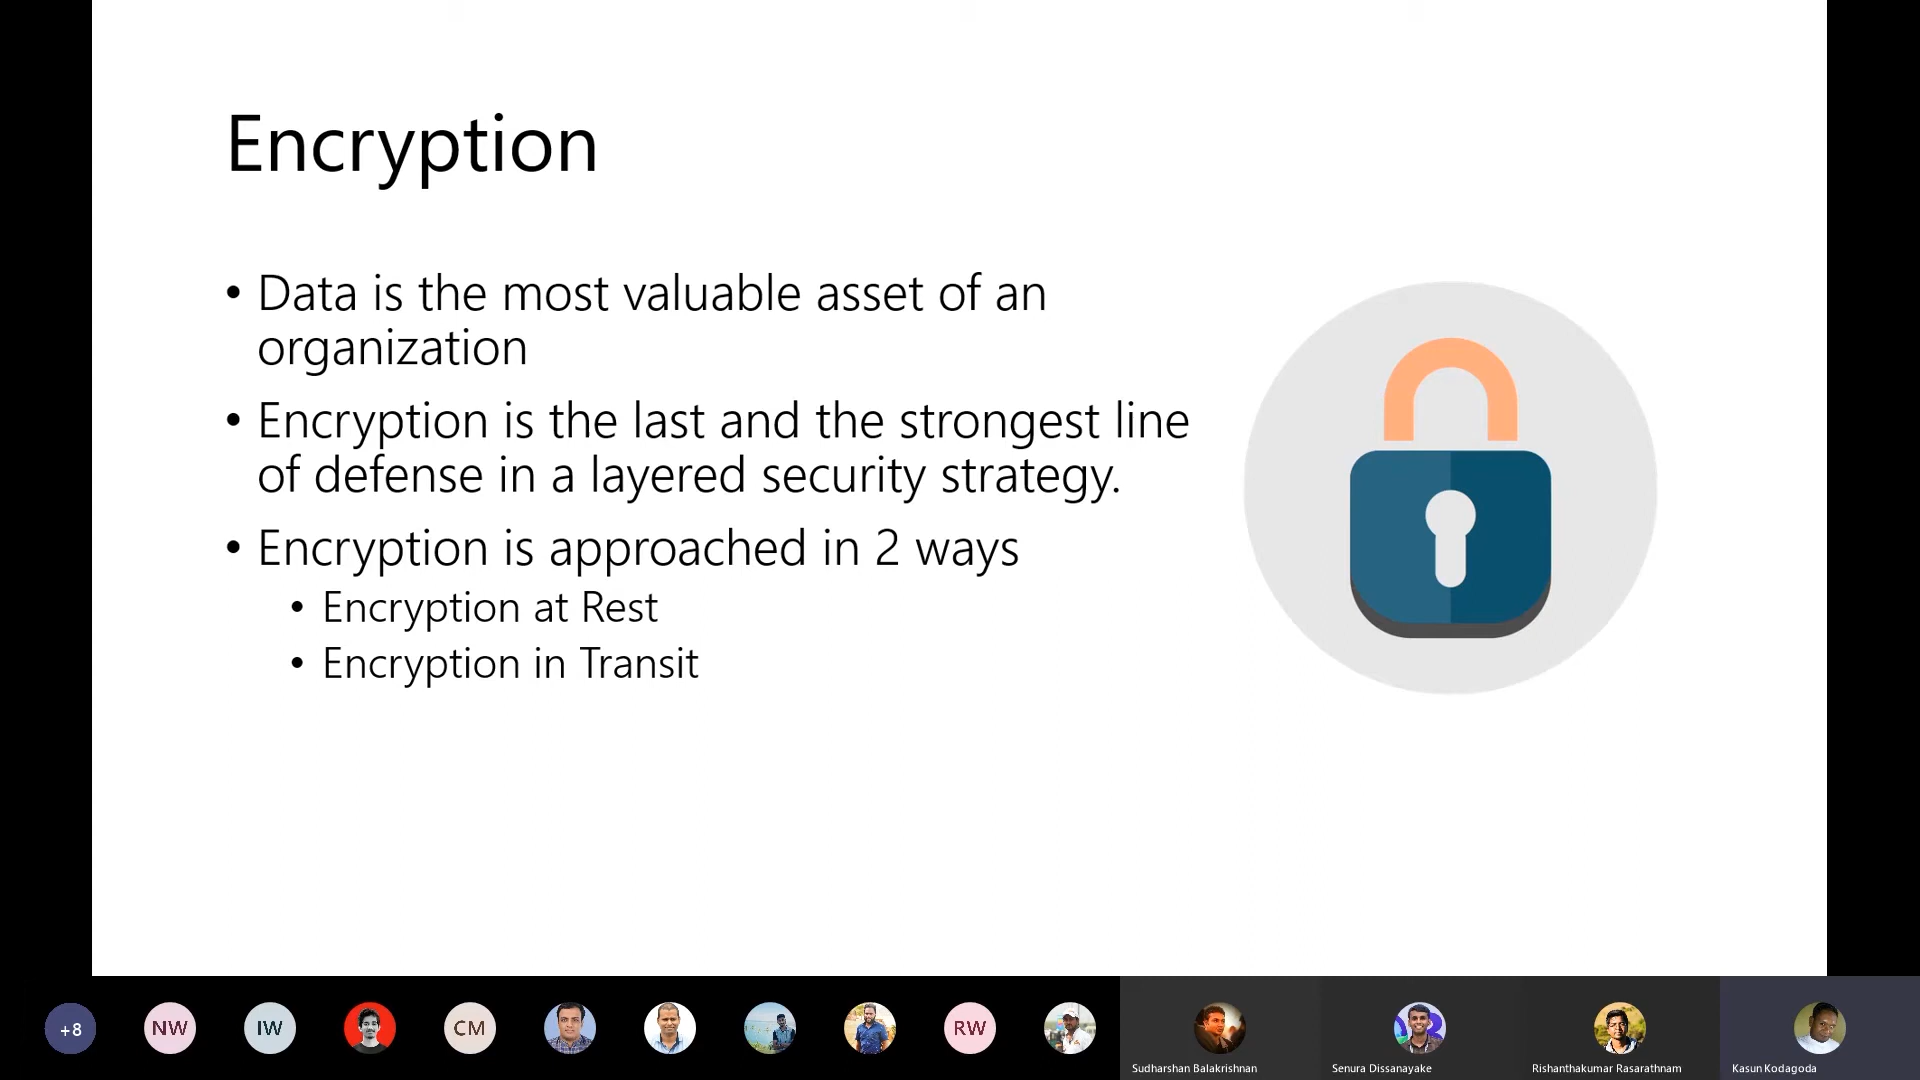 Encryption
• Data is the most valuable asset of an
organization
• Encryption is the last and the strongest line
of defense in a layered security strategy.
• Encryption is approached in 2 ways
• Encryption at Rest
• Encryption in Transit
+8
NW
IW
CM
RW
Sudharshan Balakrishnan
Senura Dissanayake
Rishanthakumar Rasarathnam
Kasun Kodagoda